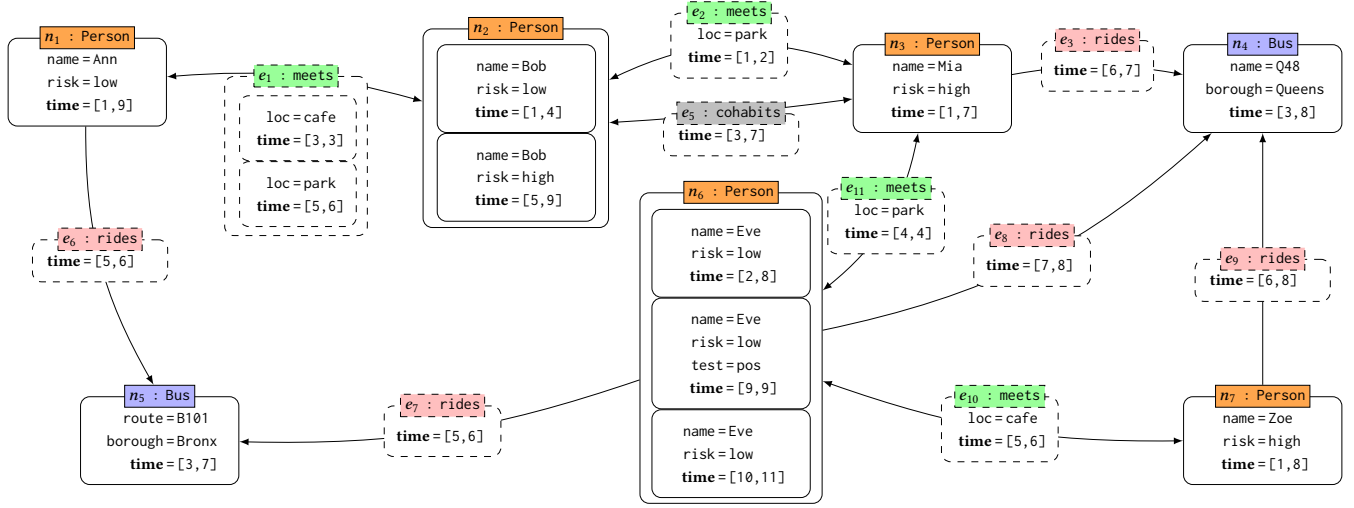 n1 : Person
name=Ann
risk=low
time=[1,9]
e1 : meets
loc=cafe
time=[3,3]
loc=park
time=[5,6]
n2 : Person
name=Bob
risk=low
time=[1,4]
name=Bob
risk=high
time=[5,9]
e2 : meets
loc=park
time=[1,2]
e5 : cohabits
time=[3,7]
n3 : Person
name=Mia
risk=high
time=[1,7]
e3 : rides
time=[6,7]
n4 : Bus
name=Q48
borough=Queens
time=[3,8]
e6 : rides
time=[5,6]
n6 : Person
name=Eve
risk=low
time=[2,8]
name=Eve
risk=low
test=pos
time=[9,9]
name=Eve
risk=low
time=[10,11]
e11 : meets
loc=park
time=[4,4]
e8 : rides
time=[7,8]
e9 : rides
time=[6,8]
n5 : Bus
route=B101
borough=Bronx
time=[3,7]
e7 : rides
time=[5,6]
e10 : meets
loc=cafe
time=[5,6]
n7 : Person
name=Zoe
risk=high
time=[1,8]